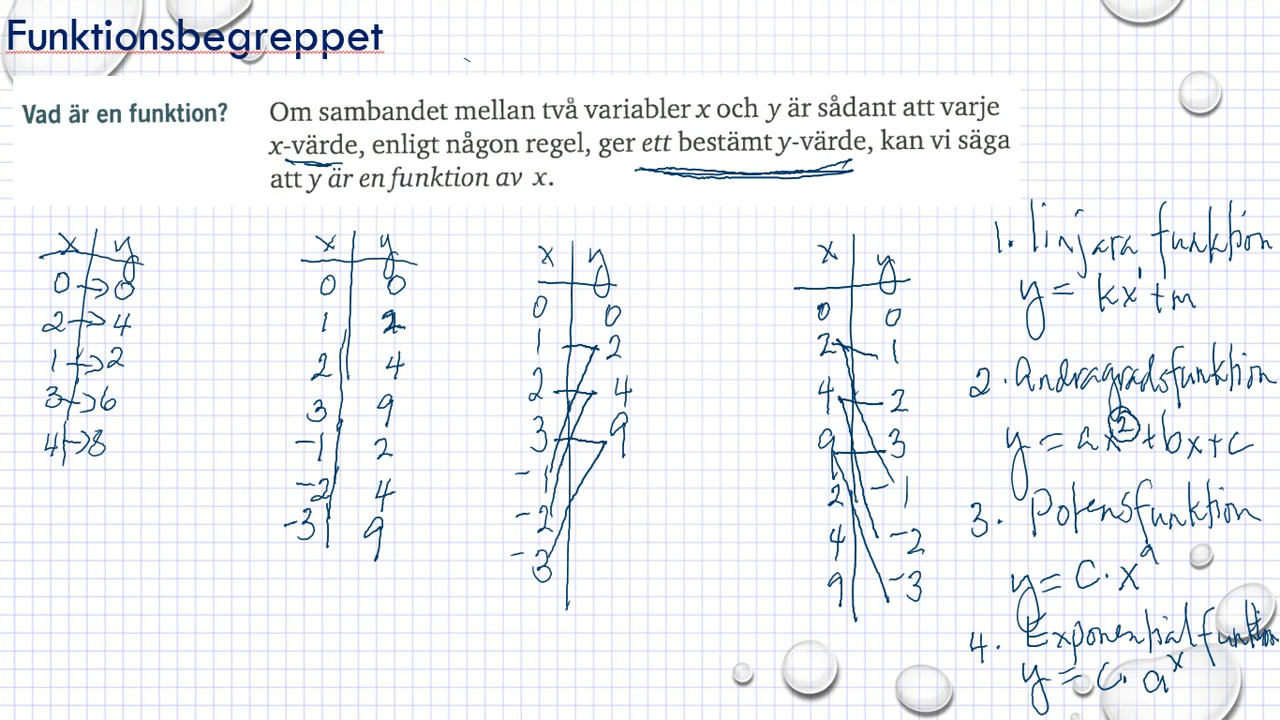 Funktionsbegreppet
Vad är en funktion?
Om sambandet mellan två variabler x och y är sådant att varje
x-värde, enligt någon regel, ger ett bestämt y-värde, kan vi säga
att y är en funktion av x.
x y
0 -> 0
2 -> 4
1 -> 2
3 -> 6
4 -> 8
x y
0 0
1 2
2 4
3 9
-1 2
-2 4
-3 9
x y
0 0
1 2
2 4
3 9
-1
-2
-3
x y
0 0
2 1
4 2
9 3
2 -1
4 -2
9 -3
1. linjära funktion
y = kx¹ + m
2. Andragradsfunktion
y = ax² + bx + c
3. Potensfunktion
y = C · xᵃ
4. Exponentialfunktion
y = C · aˣ